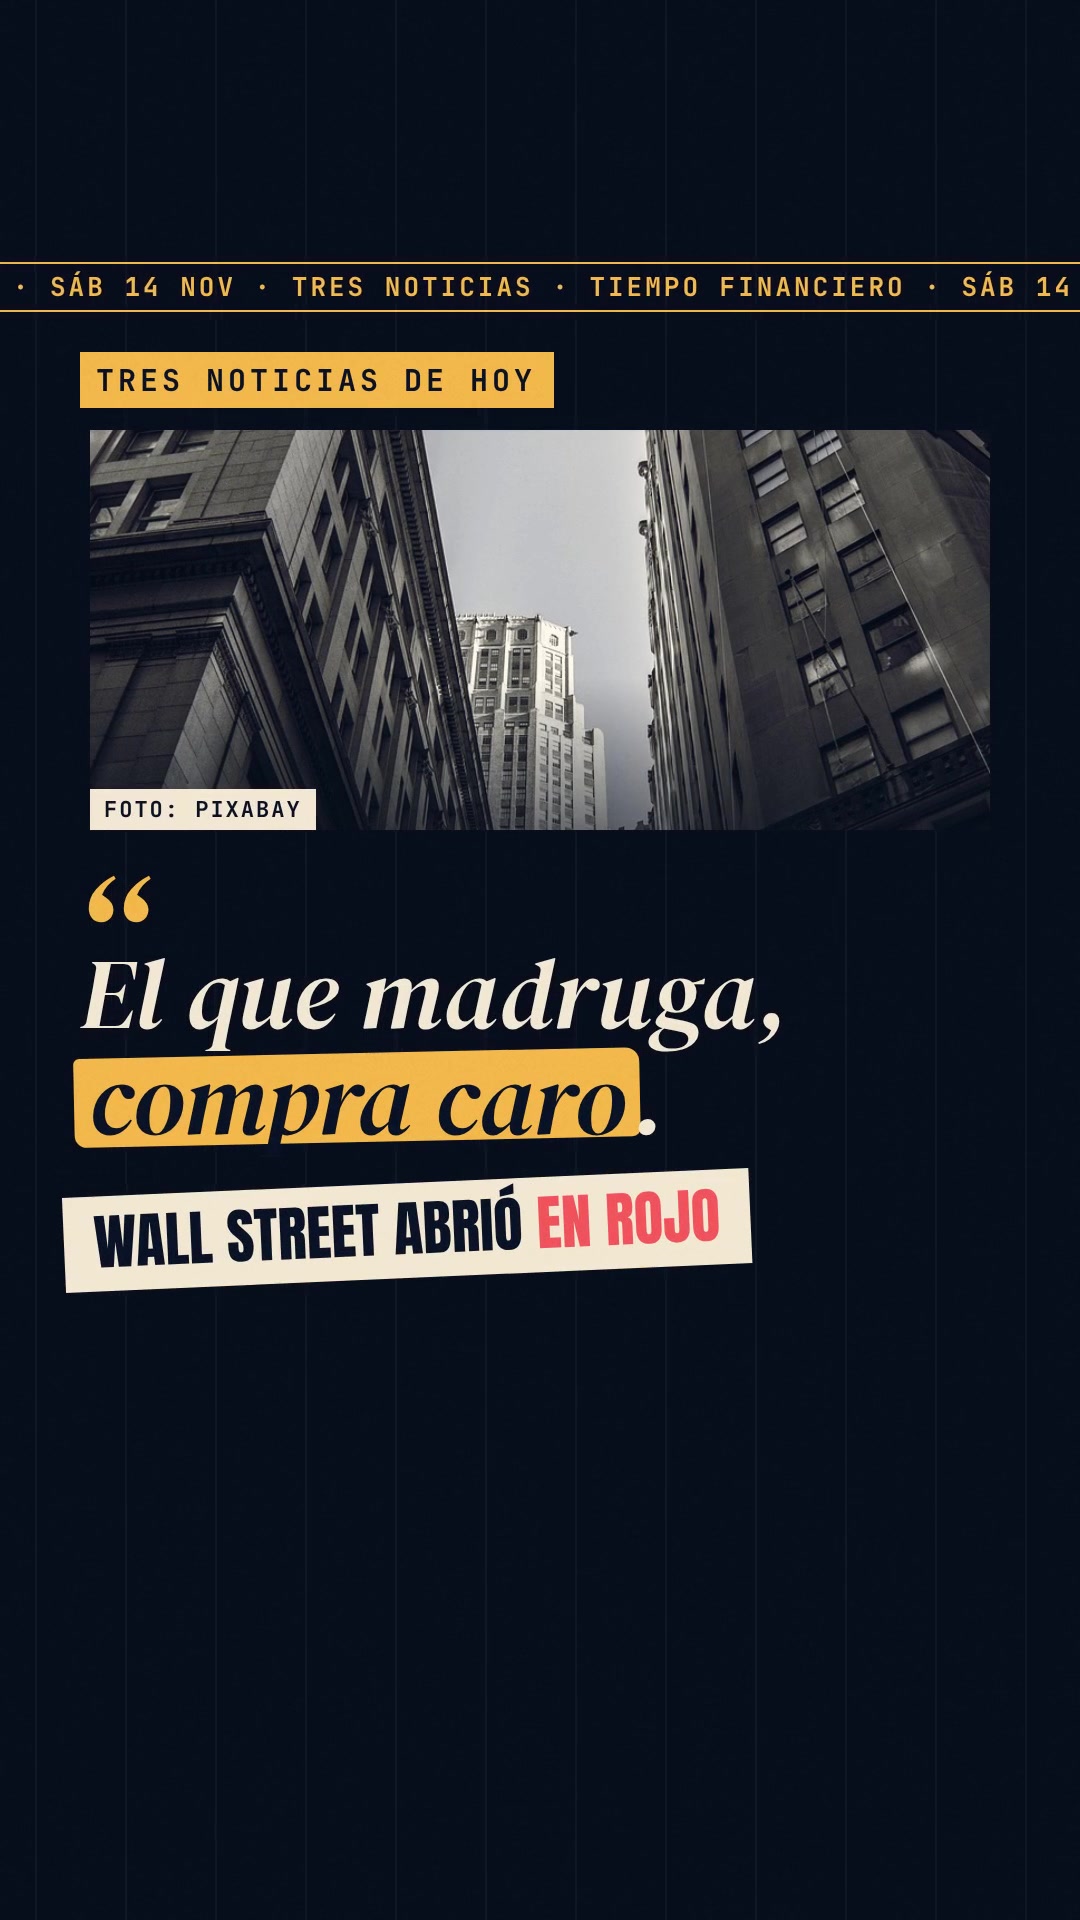 · SÁB 14 NOV · TRES NOTICIAS · TIEMPO FINANCIERO · SÁB 14
TRES NOTICIAS DE HOY
FOTO: PIXABAY
“
El que madruga,
compra caro.
WALL STREET ABRIÓ EN ROJO